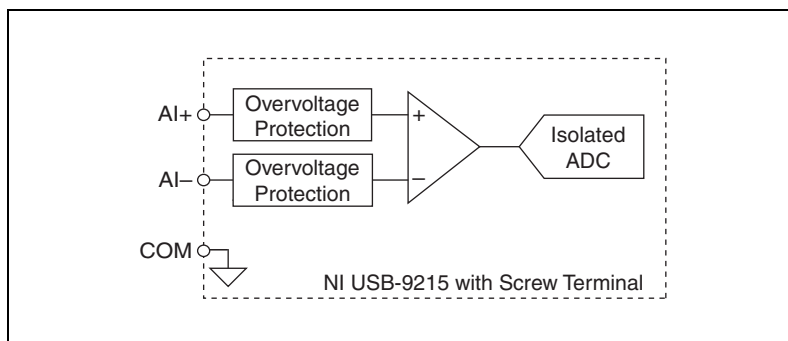 AI+
Overvoltage
Protection
+
Isolated
ADC
AI–
Overvoltage
Protection
–
COM
NI USB-9215 with Screw Terminal